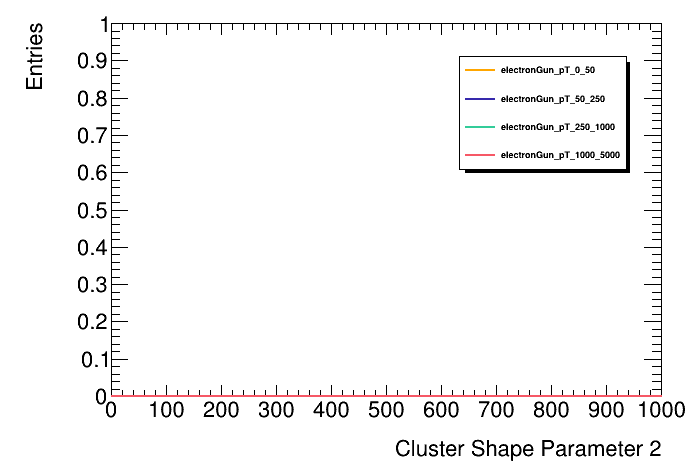 Entries
1
0.9
0.8
0.7
0.6
0.5
0.4
0.3
0.2
0.1
0
electronGun_pT_0_50
electronGun_pT_50_250
electronGun_pT_250_1000
electronGun_pT_1000_5000
0 100 200 300 400 500 600 700 800 900 1000
Cluster Shape Parameter 2